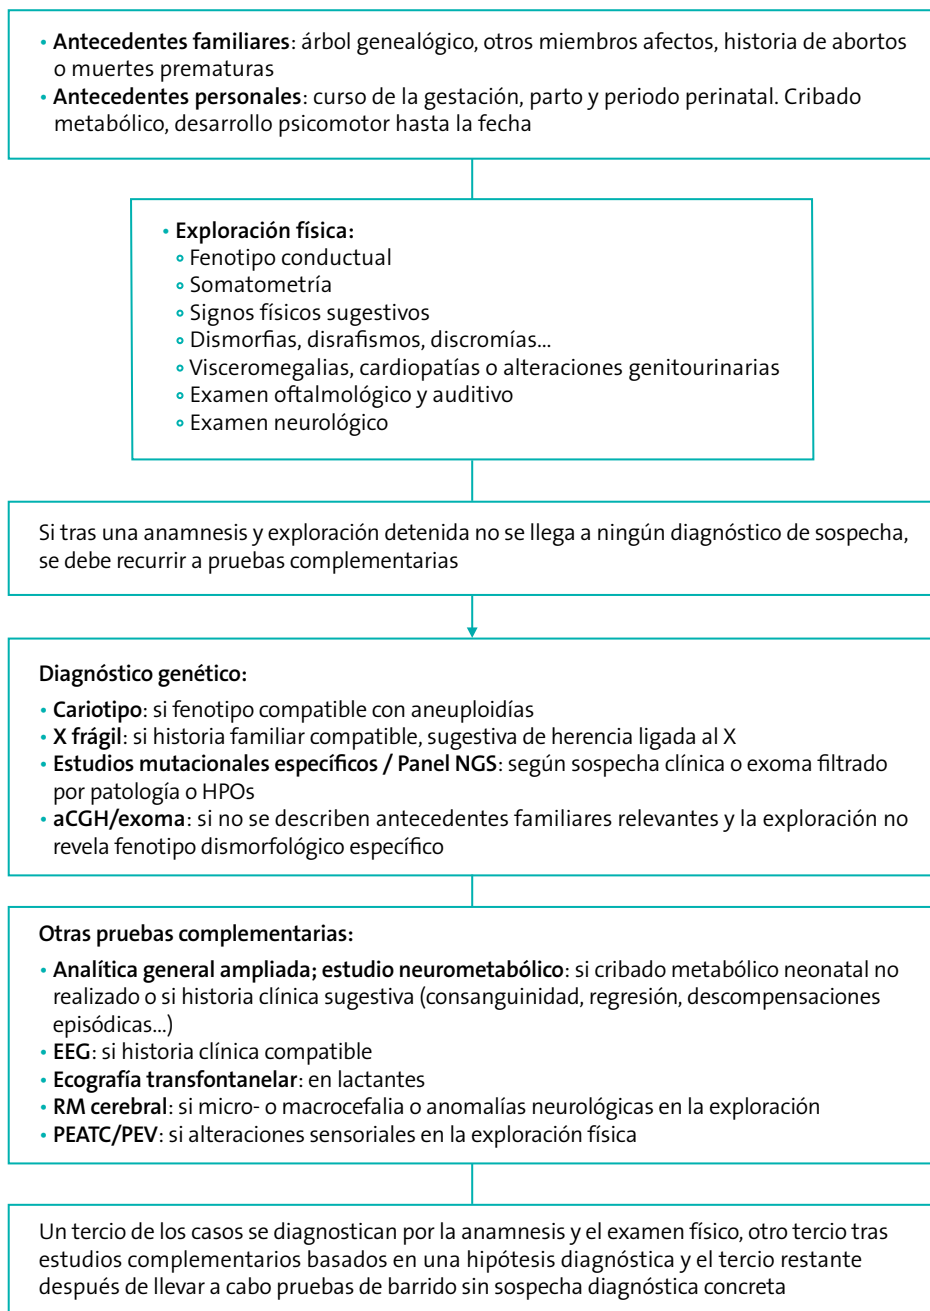 • Antecedentes familiares: árbol genealógico, otros miembros afectos, historia de abortos
o muertes prematuras
• Antecedentes personales: curso de la gestación, parto y periodo perinatal. Cribado
metabólico, desarrollo psicomotor hasta la fecha
• Exploración física:
∘ Fenotipo conductual
∘ Somatometría
∘ Signos físicos sugestivos
∘ Dismorfias, disrafismos, discromías...
∘ Visceromegalias, cardiopatías o alteraciones genitourinarias
∘ Examen oftalmológico y auditivo
∘ Examen neurológico
Si tras una anamnesis y exploración detenida no se llega a ningún diagnóstico de sospecha,
se debe recurrir a pruebas complementarias
Diagnóstico genético:
• Cariotipo: si fenotipo compatible con aneuploidías
• X frágil: si historia familiar compatible, sugestiva de herencia ligada al X
• Estudios mutacionales específicos / Panel NGS: según sospecha clínica o exoma filtrado
por patología o HPOs
• aCGH/exoma: si no se describen antecedentes familiares relevantes y la exploración no
revela fenotipo dismorfológico específico
Otras pruebas complementarias:
• Analítica general ampliada; estudio neurometabólico: si cribado metabólico neonatal no
realizado o si historia clínica sugestiva (consanguinidad, regresión, descompensaciones
episódicas...)
• EEG: si historia clínica compatible
• Ecografía transfontanelar: en lactantes
• RM cerebral: si micro- o macrocefalia o anomalías neurológicas en la exploración
• PEATC/PEV: si alteraciones sensoriales en la exploración física
Un tercio de los casos se diagnostican por la anamnesis y el examen físico, otro tercio tras
estudios complementarios basados en una hipótesis diagnóstica y el tercio restante
después de llevar a cabo pruebas de barrido sin sospecha diagnóstica concreta